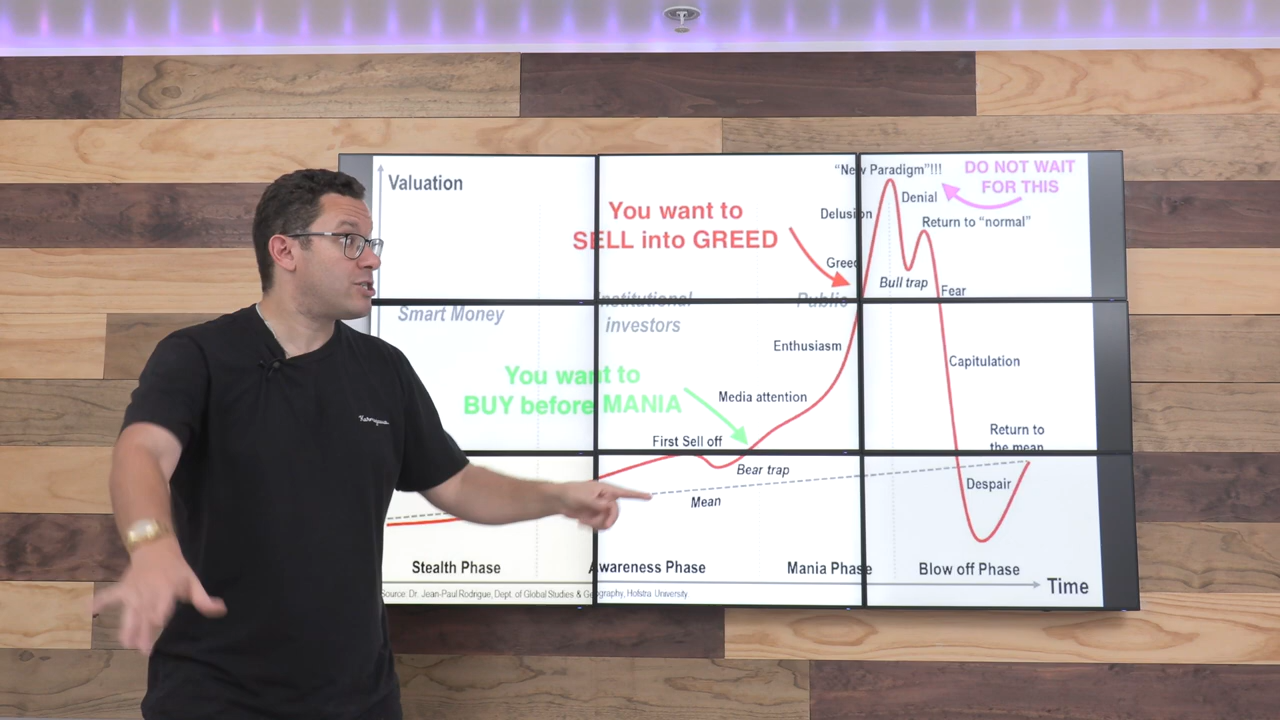 Valuation
"New Paradigm"!!!
DO NOT WAIT
FOR THIS
Denial
You want to
SELL into GREED
Delusion
Return to "normal"
Greed
Bull trap
Fear
Smart Money
Institutional
investors
Public
Enthusiasm
Capitulation
You want to
BUY before MANIA
Media attention
First Sell off
Return to
the mean
Bear trap
Mean
Despair
Stealth Phase
Awareness Phase
Mania Phase
Blow off Phase
Time
Source: Dr. Jean-Paul Rodrigue, Dept. of Global Studies & Geography, Hofstra University